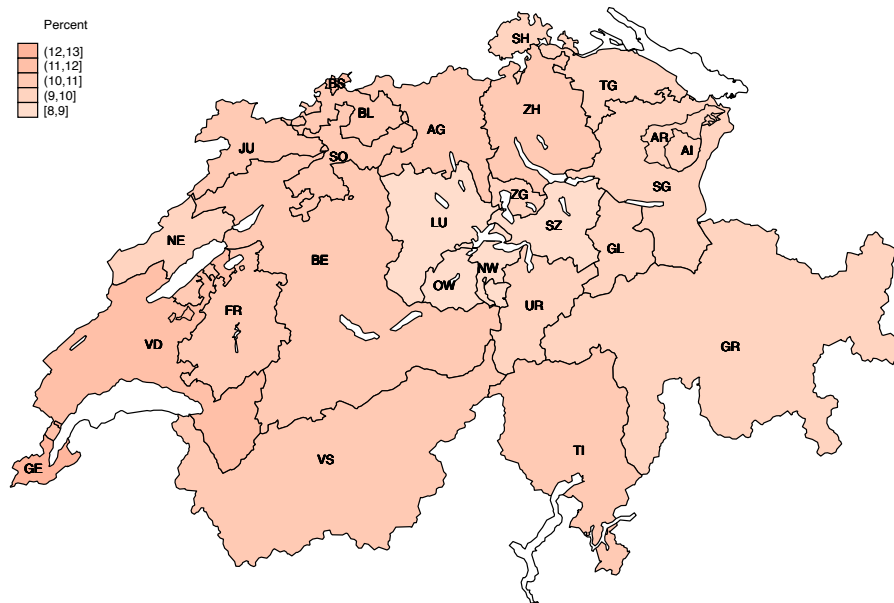 Percent
(12,13]
(11,12]
(10,11]
(9,10]
[8,9]
SH
BS
TG
BL
ZH
AG
AR
JU
AI
SO
SG
ZG
LU
SZ
NE
GL
BE
NW
OW
FR
UR
VD
GR
TI
VS
GE